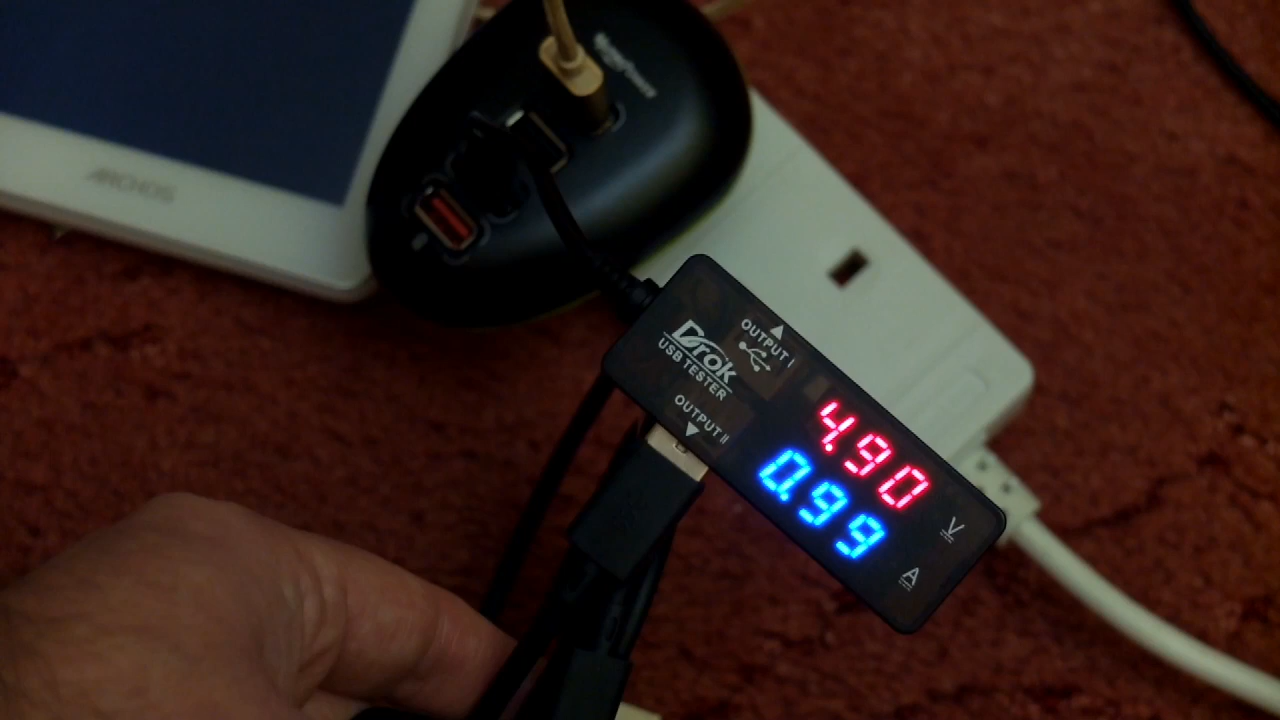 ARCHOS
OUTPUT I
Drok
USB TESTER
OUTPUT II
4.90
V
0.99
A